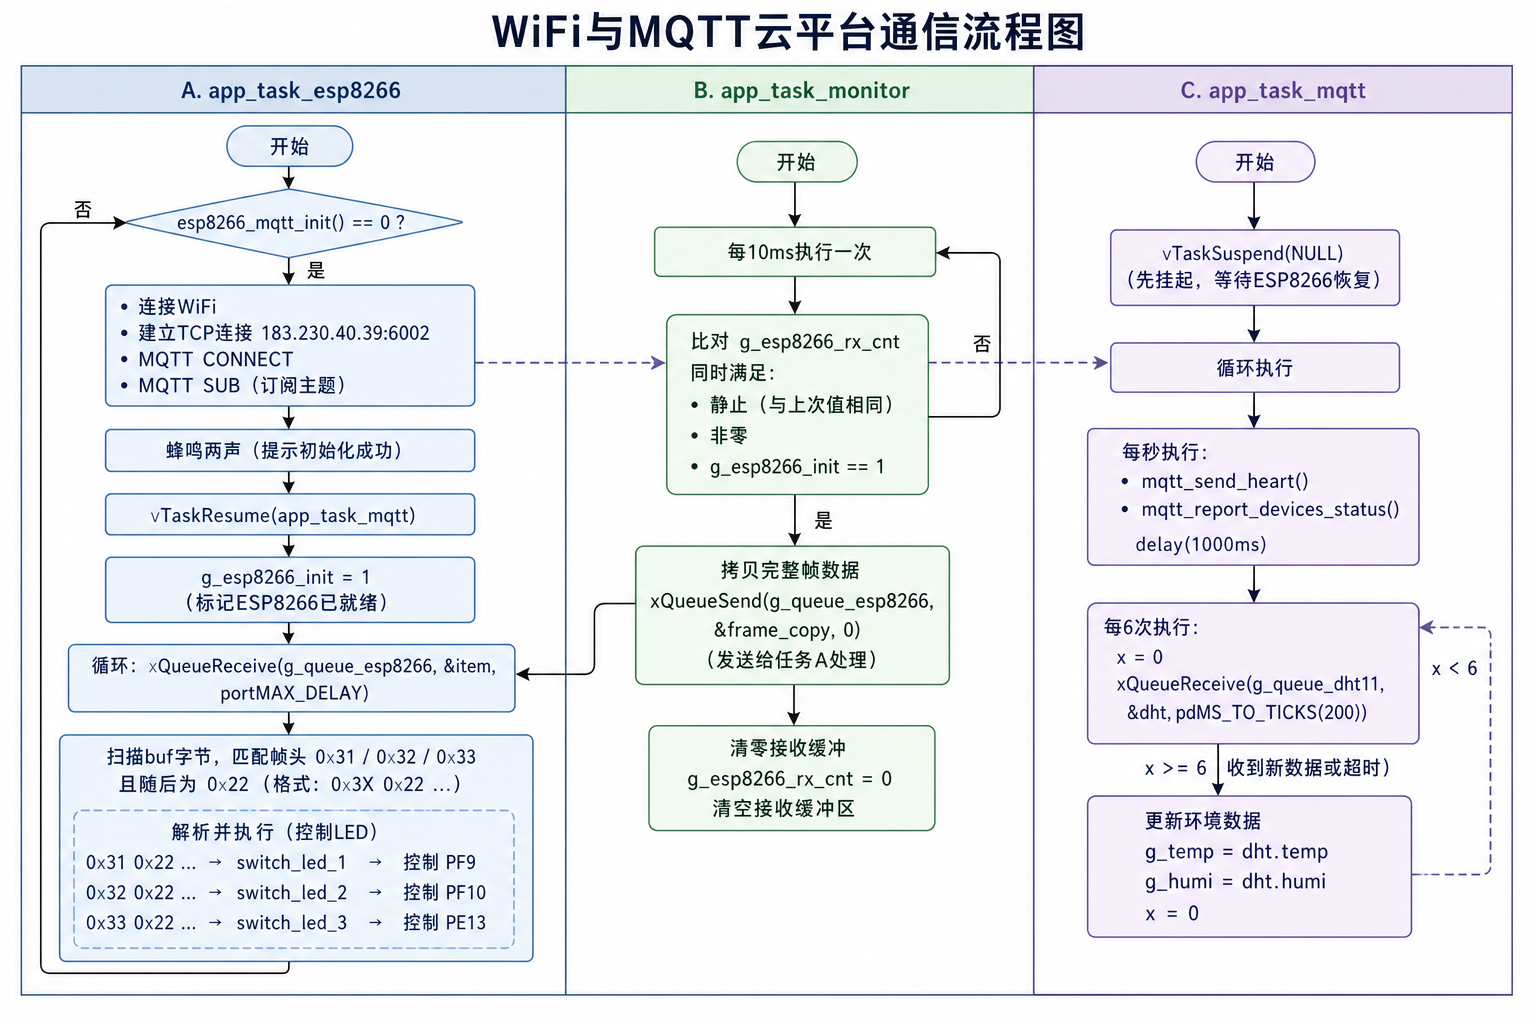 WiFi与MQTT云平台通信流程图
A. app_task_esp8266
开始
否
esp8266_mqtt_init() == 0 ?
是
• 连接WiFi
• 建立TCP连接 183.230.40.39:6002
• MQTT CONNECT
• MQTT SUB（订阅主题）
蜂鸣两声（提示初始化成功）
vTaskResume(app_task_mqtt)
g_esp8266_init = 1
（标记ESP8266已就绪）
循环：xQueueReceive(g_queue_esp8266, &item,
portMAX_DELAY)
扫描buf字节，匹配帧头 0x31 / 0x32 / 0x33
且随后为 0x22（格式：0x3X 0x22 ...）
解析并执行（控制LED）
0x31 0x22 ... → switch_led_1 → 控制 PF9
0x32 0x22 ... → switch_led_2 → 控制 PF10
0x33 0x22 ... → switch_led_3 → 控制 PE13
B. app_task_monitor
开始
每10ms执行一次
比对 g_esp8266_rx_cnt
同时满足：
• 静止（与上次值相同）
• 非零
• g_esp8266_init == 1
否
是
拷贝完整帧数据
xQueueSend(g_queue_esp8266,
&frame_copy, 0)
（发送给任务A处理）
清零接收缓冲
g_esp8266_rx_cnt = 0
清空接收缓冲区
C. app_task_mqtt
开始
vTaskSuspend(NULL)
（先挂起，等待ESP8266恢复）
循环执行
每秒执行：
• mqtt_send_heart()
• mqtt_report_devices_status()
delay(1000ms)
每6次执行：
x = 0
xQueueReceive(g_queue_dht11,
&dht, pdMS_TO_TICKS(200))
x < 6
x >= 6 收到新数据或超时）
更新环境数据
g_temp = dht.temp
g_humi = dht.humi
x = 0